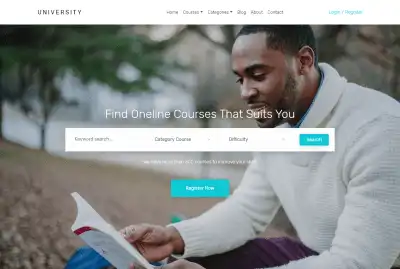 UNIVERSITY
Home Courses Categories Blog About Contact
Login / Register
Find Oneline Courses That Suits You
Keyword search...
Category Course
Difficulty
Search
Register Now